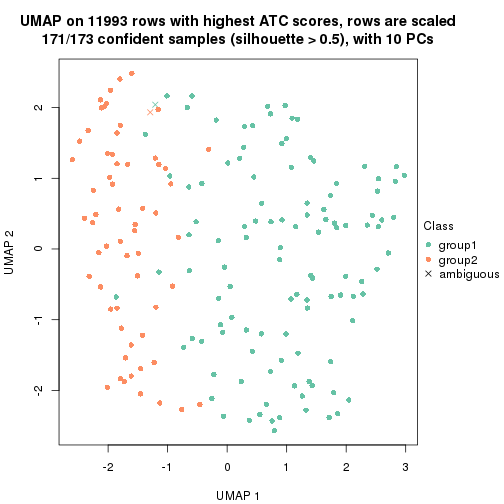 UMAP on 11993 rows with highest ATC scores, rows are scaled
171/173 confident samples (silhouette > 0.5), with 10 PCs
2
1
0
-1
-2
UMAP 2
-2
-1
0
1
2
3
UMAP 1
Class
group1
group2
ambiguous